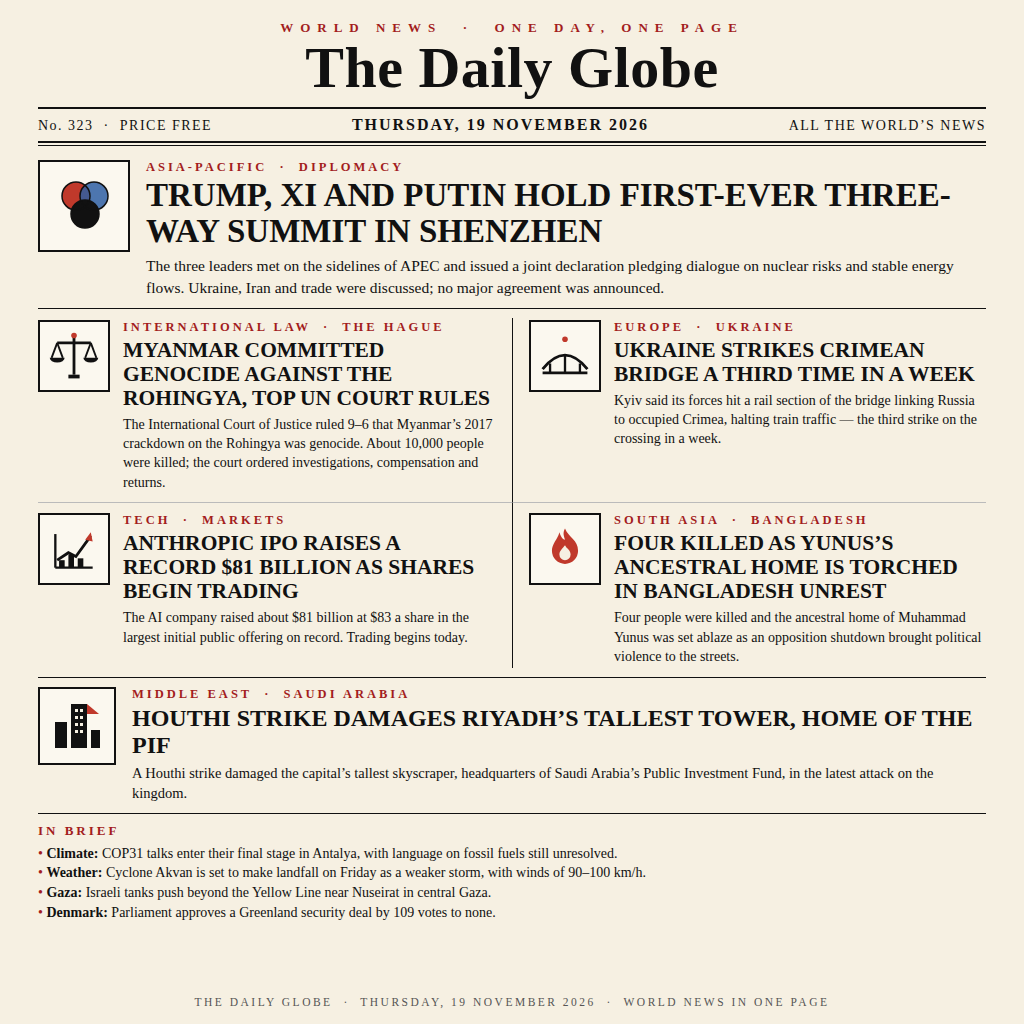 WORLD NEWS · ONE DAY, ONE PAGE
The Daily Globe
No. 323 · PRICE FREE
THURSDAY, 19 NOVEMBER 2026
ALL THE WORLD’S NEWS
ASIA-PACIFIC · DIPLOMACY
TRUMP, XI AND PUTIN HOLD FIRST-EVER THREE-
WAY SUMMIT IN SHENZHEN
The three leaders met on the sidelines of APEC and issued a joint declaration pledging dialogue on nuclear risks and stable energy
flows. Ukraine, Iran and trade were discussed; no major agreement was announced.
INTERNATIONAL LAW · THE HAGUE
MYANMAR COMMITTED
GENOCIDE AGAINST THE
ROHINGYA, TOP UN COURT RULES
The International Court of Justice ruled 9–6 that Myanmar’s 2017
crackdown on the Rohingya was genocide. About 10,000 people
were killed; the court ordered investigations, compensation and
returns.
EUROPE · UKRAINE
UKRAINE STRIKES CRIMEAN
BRIDGE A THIRD TIME IN A WEEK
Kyiv said its forces hit a rail section of the bridge linking Russia
to occupied Crimea, halting train traffic — the third strike on the
crossing in a week.
TECH · MARKETS
ANTHROPIC IPO RAISES A
RECORD $81 BILLION AS SHARES
BEGIN TRADING
The AI company raised about $81 billion at $83 a share in the
largest initial public offering on record. Trading begins today.
SOUTH ASIA · BANGLADESH
FOUR KILLED AS YUNUS’S
ANCESTRAL HOME IS TORCHED
IN BANGLADESH UNREST
Four people were killed and the ancestral home of Muhammad
Yunus was set ablaze as an opposition shutdown brought political
violence to the streets.
MIDDLE EAST · SAUDI ARABIA
HOUTHI STRIKE DAMAGES RIYADH’S TALLEST TOWER, HOME OF THE
PIF
A Houthi strike damaged the capital’s tallest skyscraper, headquarters of Saudi Arabia’s Public Investment Fund, in the latest attack on the
kingdom.
IN BRIEF
• Climate: COP31 talks enter their final stage in Antalya, with language on fossil fuels still unresolved.
• Weather: Cyclone Akvan is set to make landfall on Friday as a weaker storm, with winds of 90–100 km/h.
• Gaza: Israeli tanks push beyond the Yellow Line near Nuseirat in central Gaza.
• Denmark: Parliament approves a Greenland security deal by 109 votes to none.
THE DAILY GLOBE · THURSDAY, 19 NOVEMBER 2026 · WORLD NEWS IN ONE PAGE